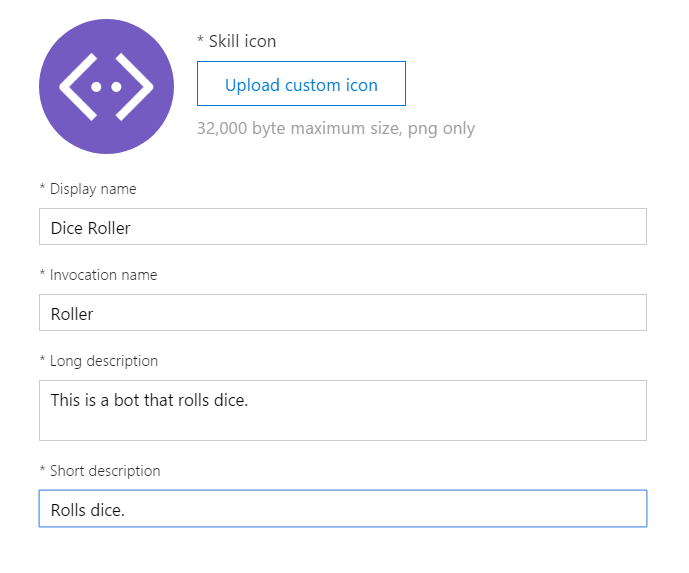 * Skill icon
Upload custom icon
32,000 byte maximum size, png only
* Display name
Dice Roller
* Invocation name
Roller
* Long description
This is a bot that rolls dice.
* Short description
Rolls dice.